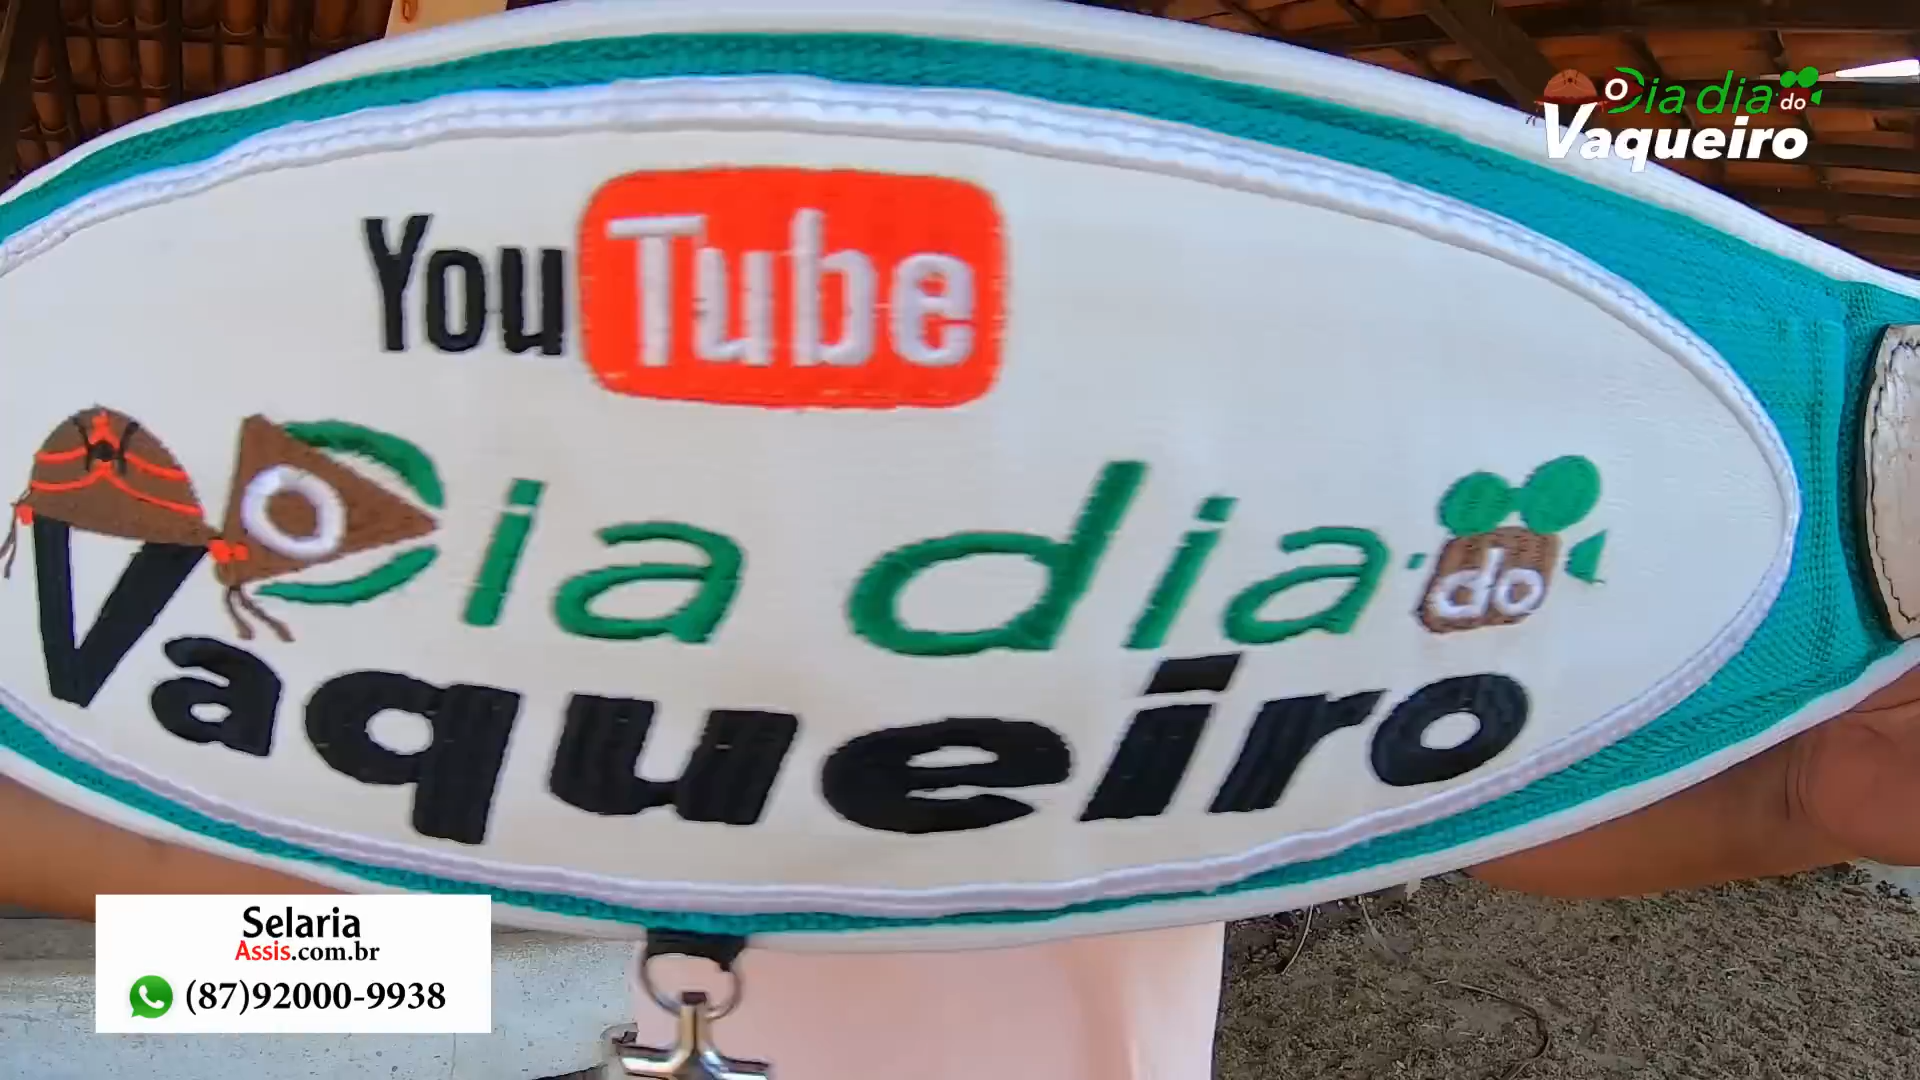 O Dia dia do
Vaqueiro
YouTube
O Dia dia do
Vaqueiro
Selaria
Assis.com.br
(87)92000-9938